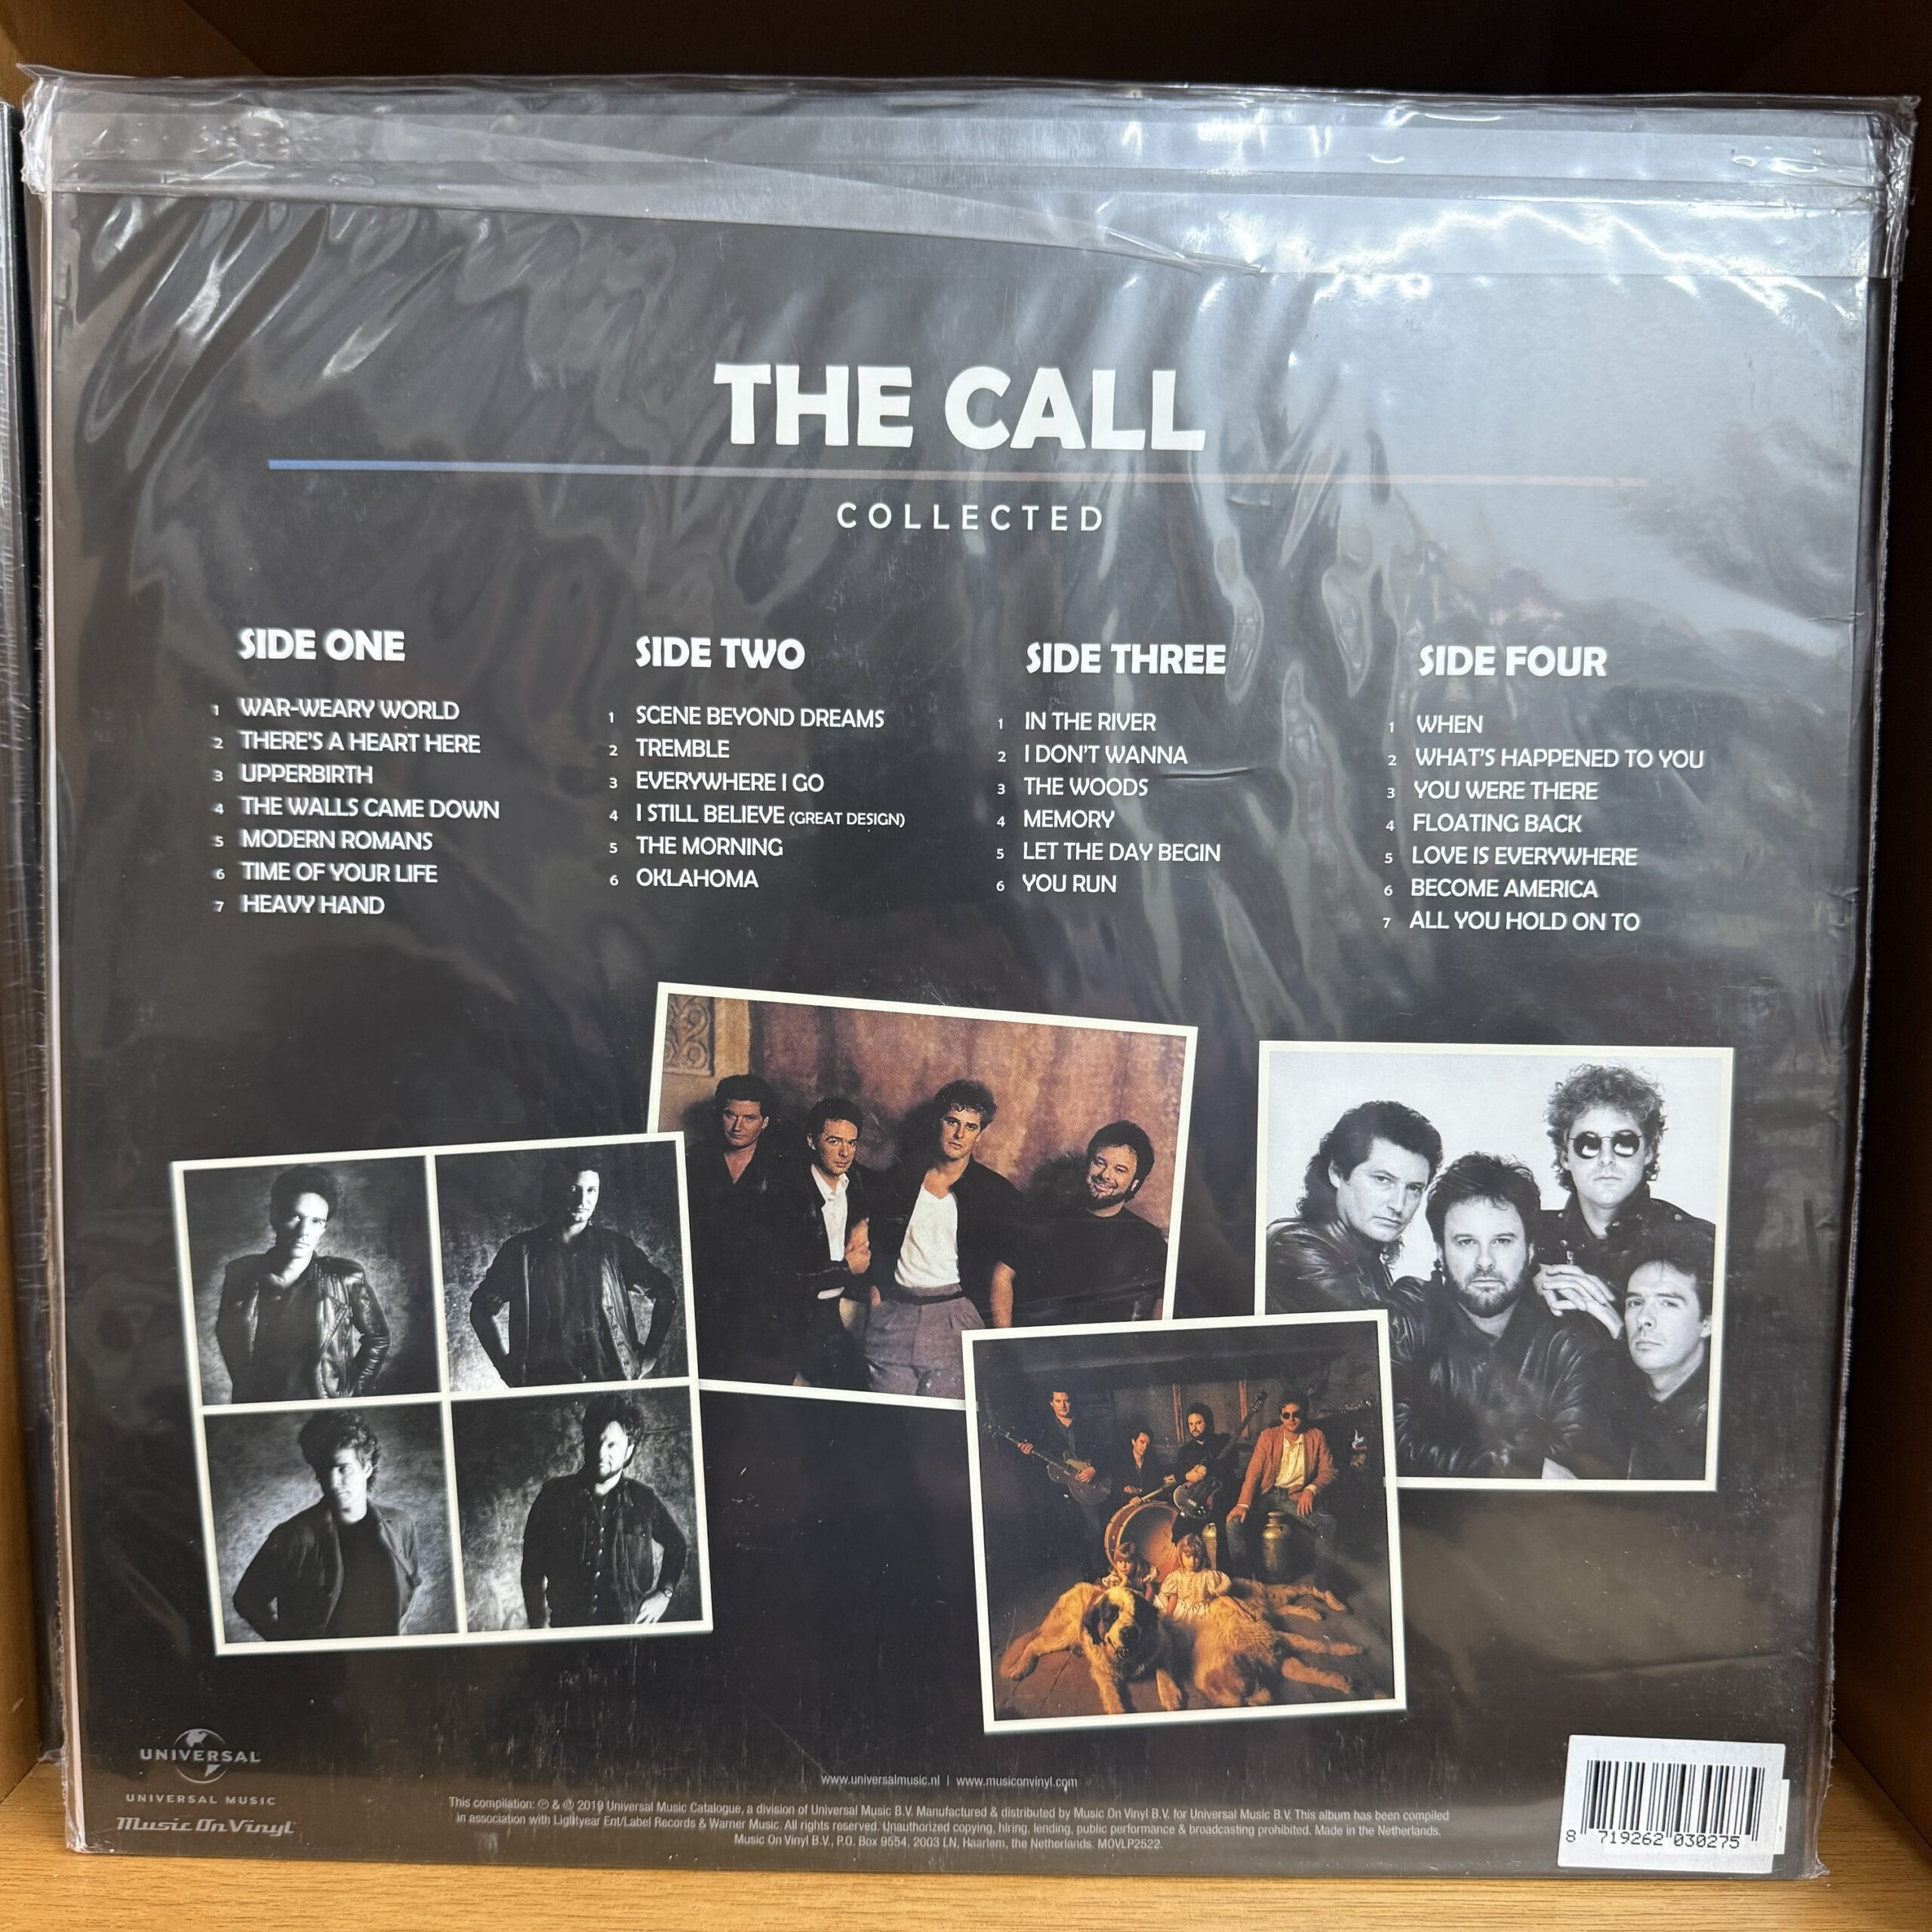 THE CALL
COLLECTED
SIDE ONE
1 WAR-WEARY WORLD
2 THERE'S A HEART HERE
3 UPPERBIRTH
4 THE WALLS CAME DOWN
5 MODERN ROMANS
6 TIME OF YOUR LIFE
7 HEAVY HAND
SIDE TWO
1 SCENE BEYOND DREAMS
2 TREMBLE
3 EVERYWHERE I GO
4 I STILL BELIEVE (GREAT DESIGN)
5 THE MORNING
6 OKLAHOMA
SIDE THREE
1 IN THE RIVER
2 I DON'T WANNA
3 THE WOODS
4 MEMORY
5 LET THE DAY BEGIN
6 YOU RUN
SIDE FOUR
1 WHEN
2 WHAT'S HAPPENED TO YOU
3 YOU WERE THERE
4 FLOATING BACK
5 LOVE IS EVERYWHERE
6 BECOME AMERICA
7 ALL YOU HOLD ON TO
UNIVERSAL
UNIVERSAL MUSIC
Music On Vinyl
www.universalmusic.nl | www.musiconvinyl.com
This compilation: ℗ & © 2019 Universal Music Catalogue, a division of Universal Music B.V. Manufactured & distributed by Music On Vinyl B.V. for Universal Music B.V. This album has been compiled
in association with Lightyear Ent/Label Records & Warner Music. All rights reserved. Unauthorized copying, hiring, lending, public performance & broadcasting prohibited. Made in the Netherlands.
Music On Vinyl B.V., P.O. Box 9554, 2003 LN, Haarlem, the Netherlands. MOVLP2522.
8 719262 030275